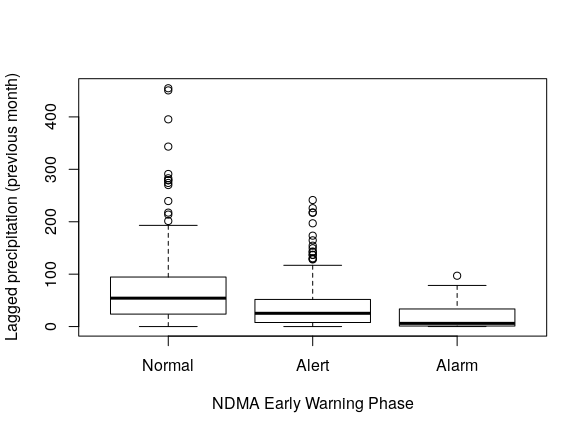 Lagged precipitation (previous month)
400
300
200
100
0
Normal Alert Alarm
NDMA Early Warning Phase